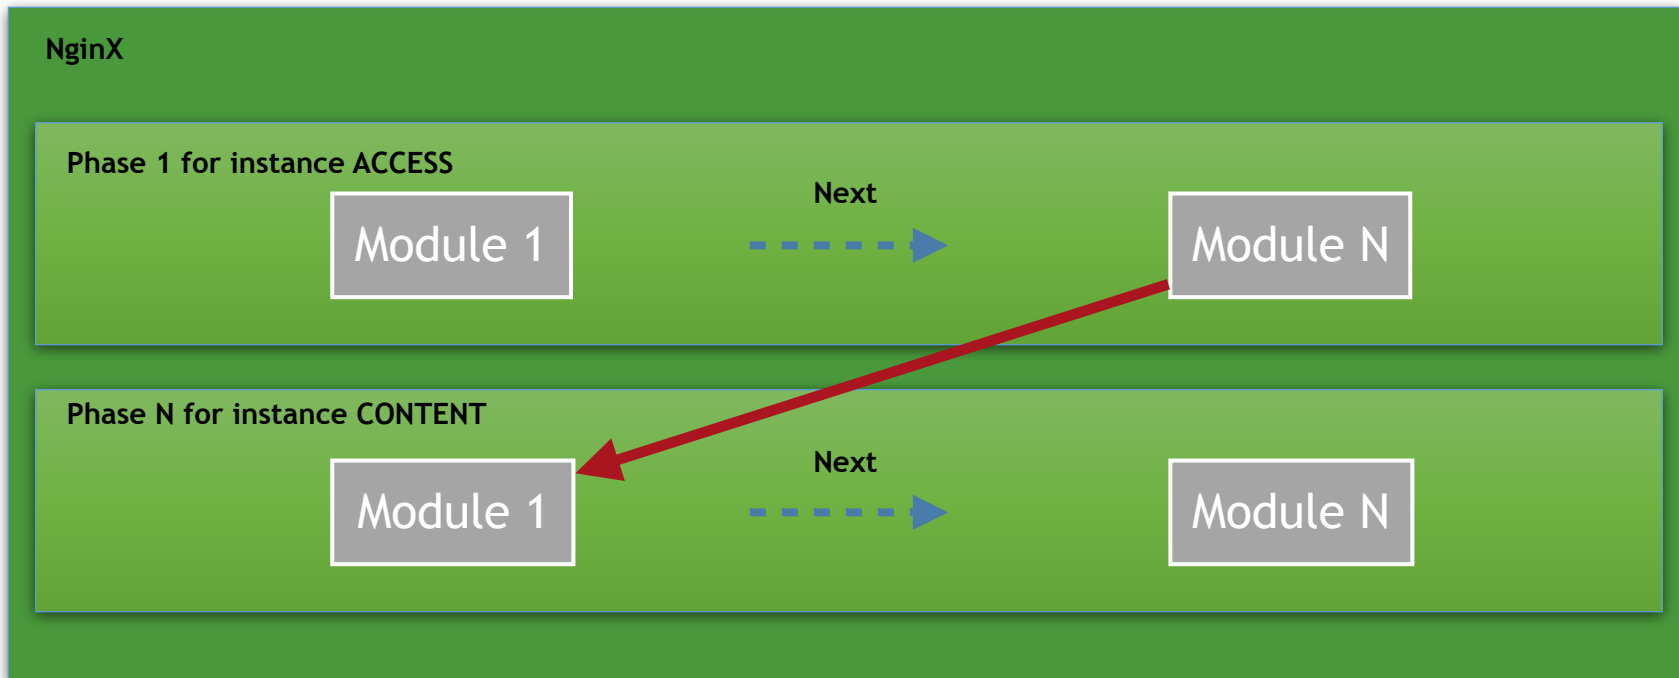 NginX
Phase 1 for instance ACCESS
Next
Module 1
Module N
Phase N for instance CONTENT
Next
Module 1
Module N